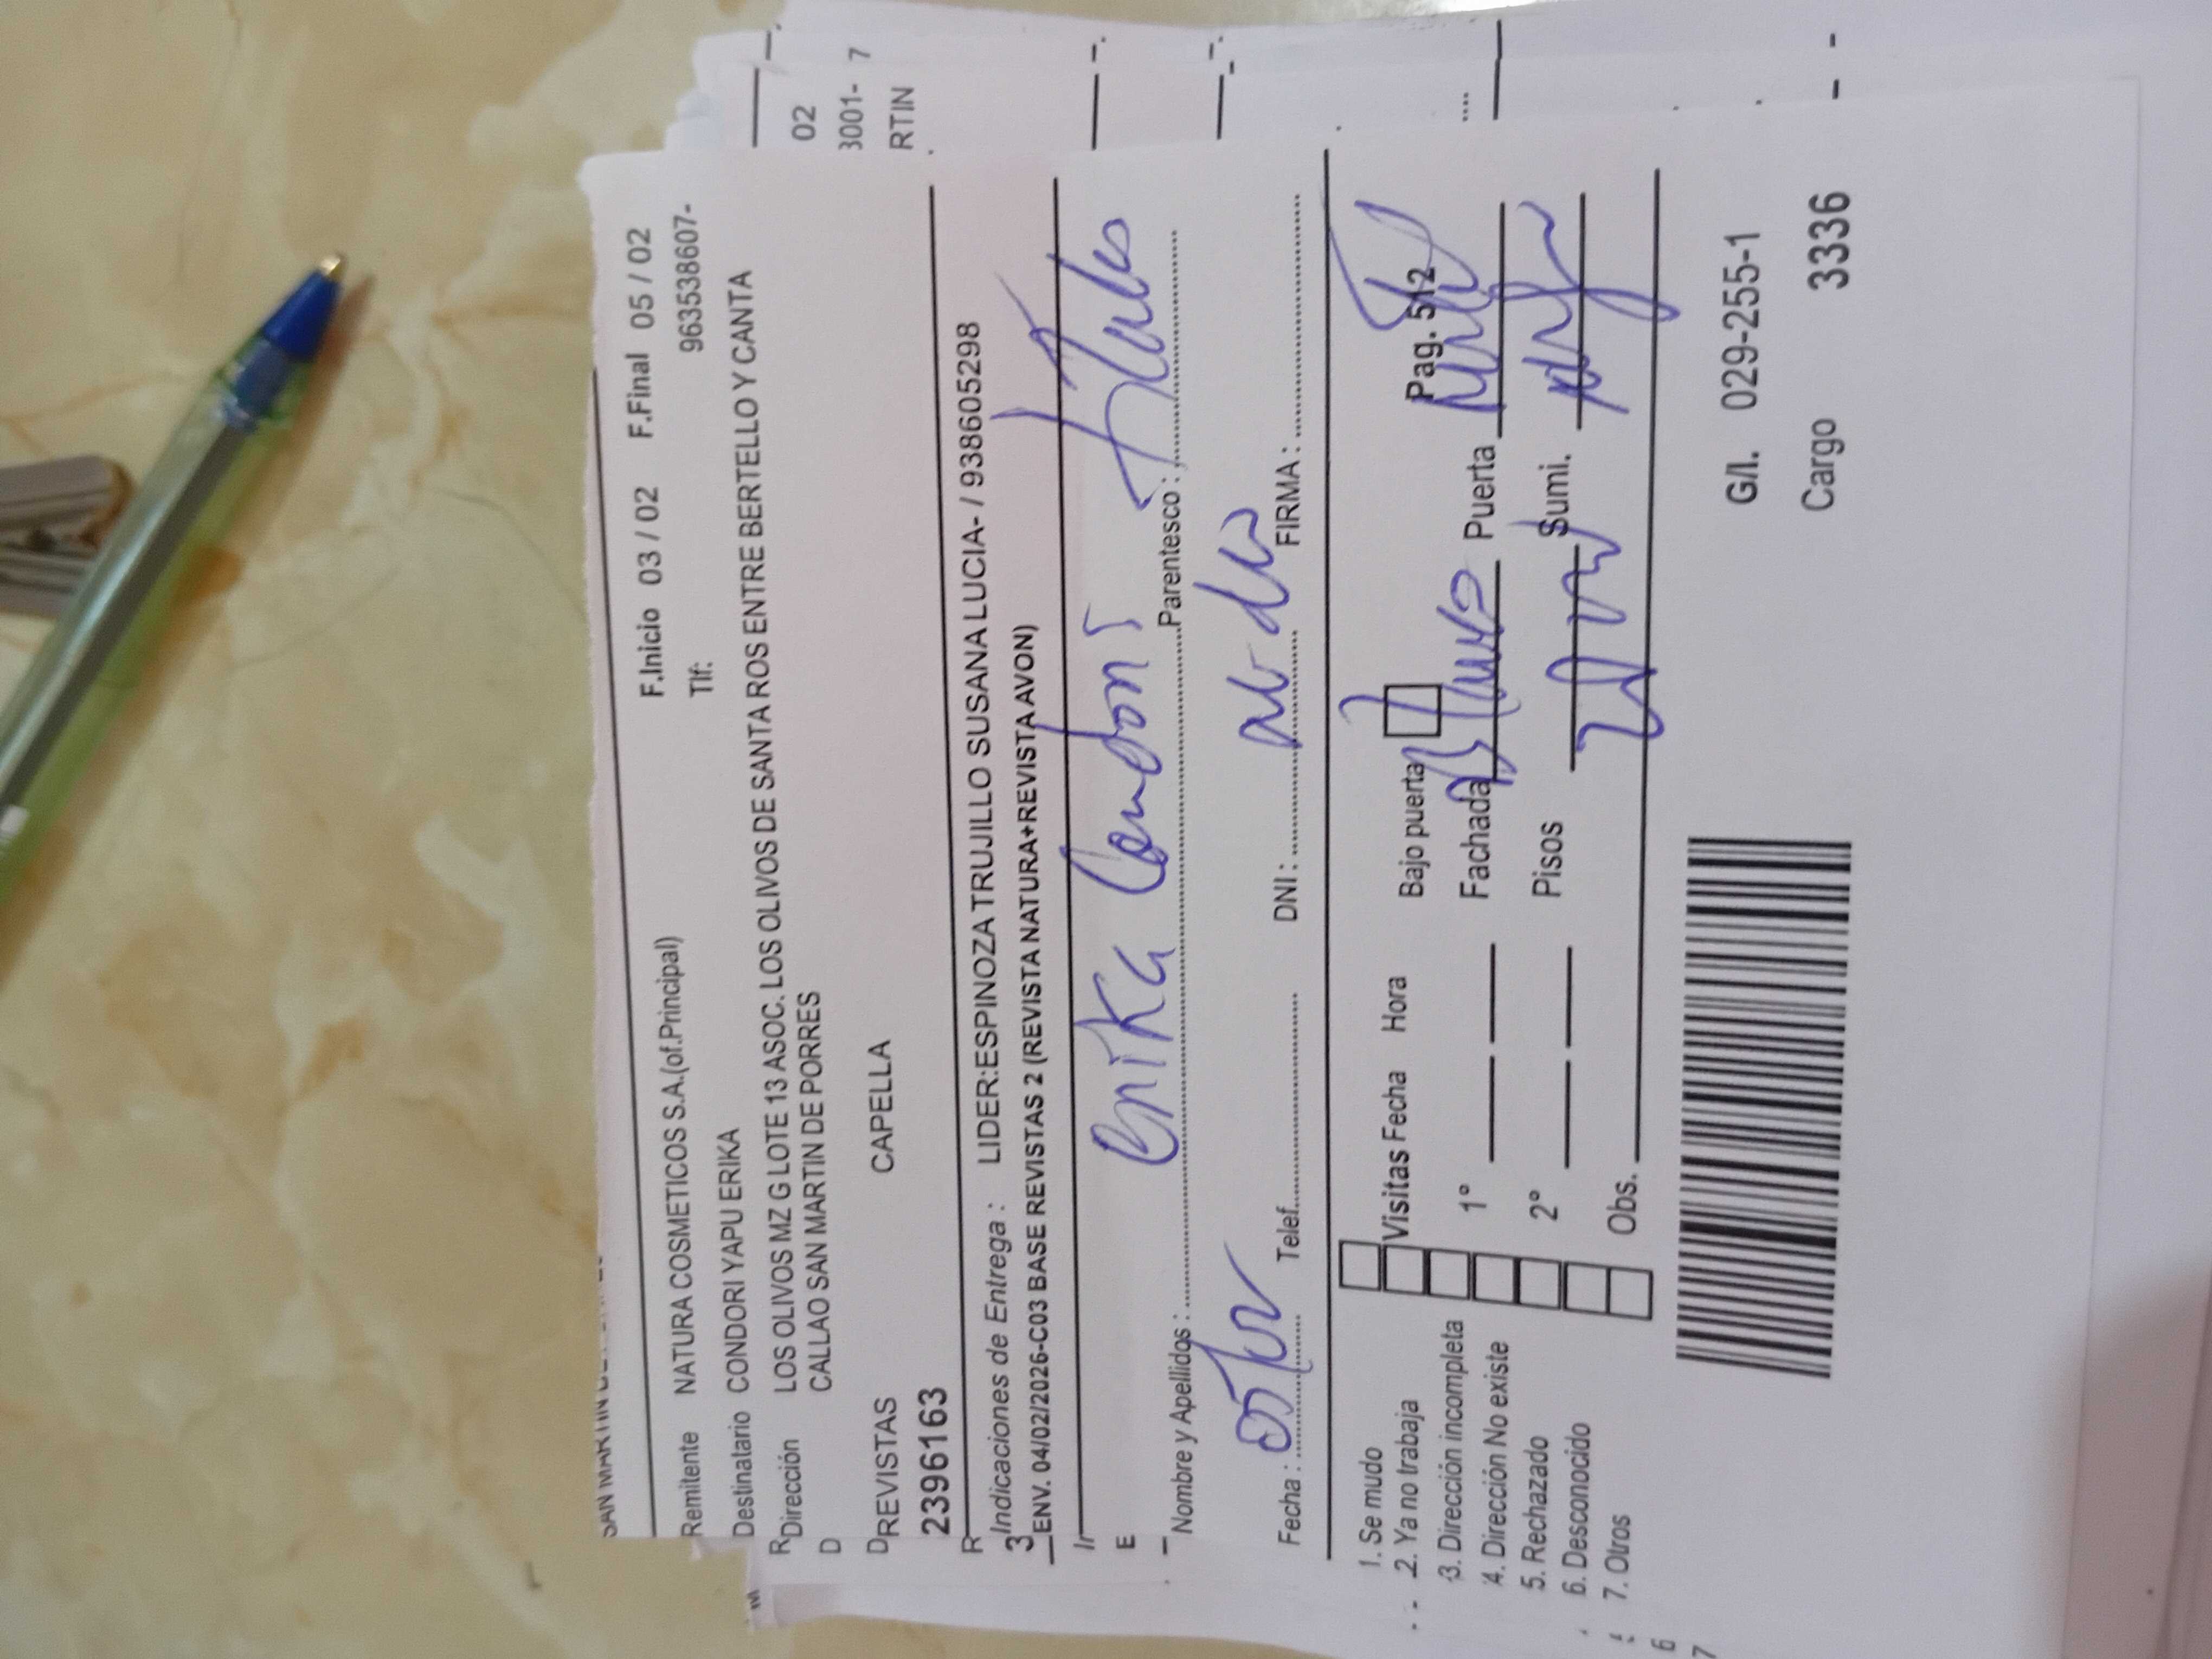 F.Inicio 03 / 02 F.Final 05 / 02
Remitente NATURA COSMETICOS S.A.(of.Principal) Tlf: 963538607-
Destinatario CONDORI YAPU ERIKA
Dirección LOS OLIVOS MZ G LOTE 13 ASOC. LOS OLIVOS DE SANTA ROS ENTRE BERTELLO Y CANTA
CALLAO SAN MARTIN DE PORRES
REVISTAS CAPELLA
2396163
Indicaciones de Entrega : LIDER:ESPINOZA TRUJILLO SUSANA LUCIA- / 938605298
ENV. 04/02/2026-C03 BASE REVISTAS 2 (REVISTA NATURA+REVISTA AVON)
Nombre y Apellidos : Erika Condori Parentesco :
Fecha : Telef. DNI : FIRMA :
1. Se mudo
2. Ya no trabaja
3. Dirección incompleta
4. Dirección No existe
5. Rechazado
6. Desconocido
7. Otros
Visitas Fecha Hora Bajo puerta Pag. 512
1° Fachada Puerta
2° Pisos Sumi.
Obs.
G/I. 029-255-1
Cargo 3336
02
3001- 7
RTIN